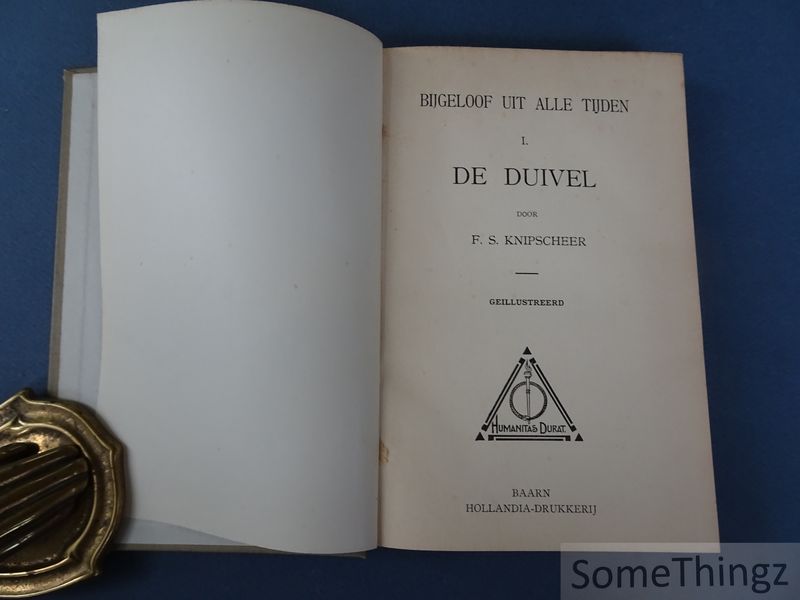 BIJGELOOF UIT ALLE TIJDEN
I.
DE DUIVEL
DOOR
F. S. KNIPSCHEER
GEILLUSTREERD
HUMANITAS DURAT.
BAARN
HOLLANDIA-DRUKKERIJ
SomeThingz